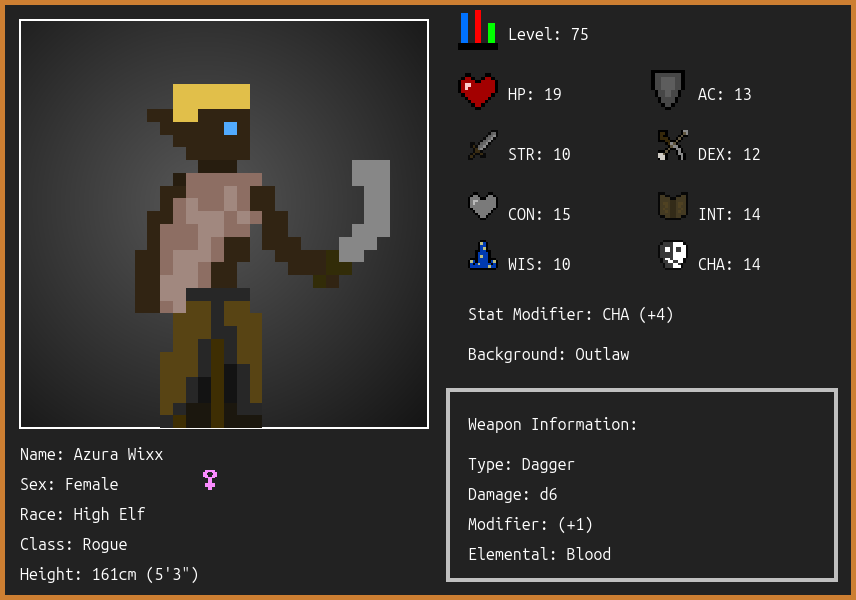 Level: 75
HP: 19
AC: 13
STR: 10
DEX: 12
CON: 15
INT: 14
WIS: 10
CHA: 14
Stat Modifier: CHA (+4)
Background: Outlaw
Weapon Information:
Type: Dagger
Damage: d6
Modifier: (+1)
Elemental: Blood
Name: Azura Wixx
Sex: Female
Race: High Elf
Class: Rogue
Height: 161cm (5'3")